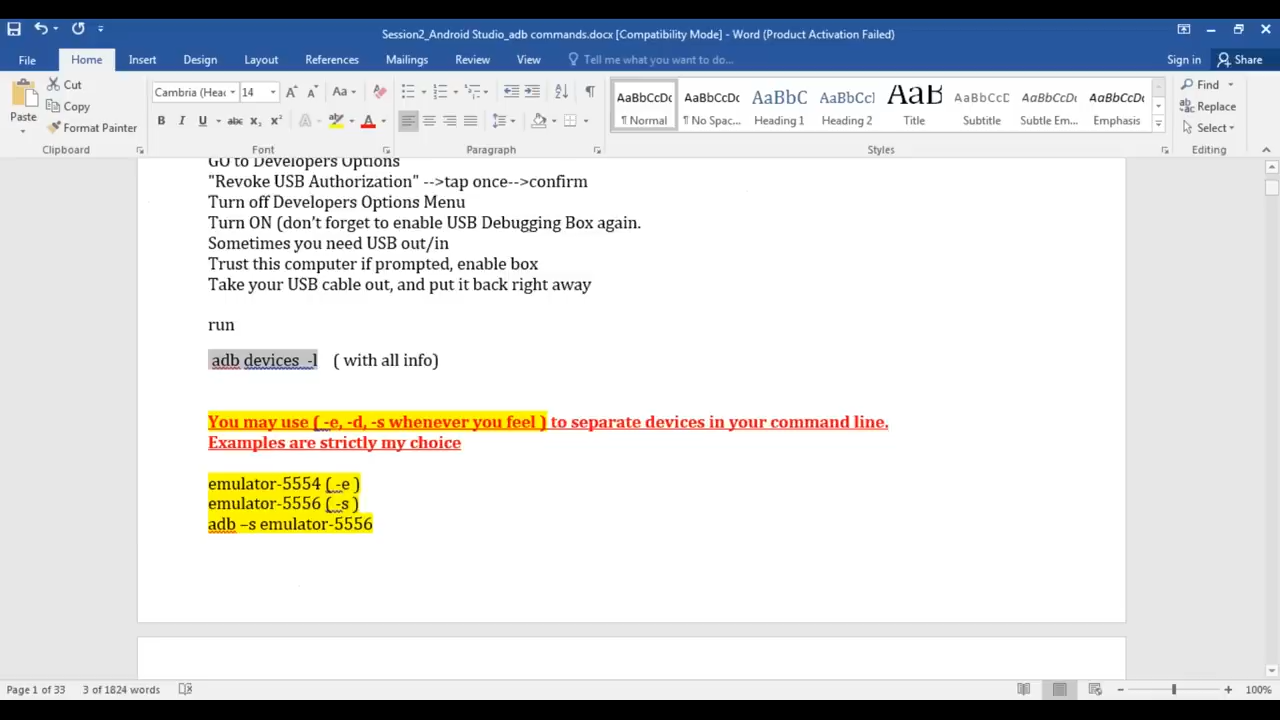 Session2_Android Studio_adb commands.docx [Compatibility Mode] - Word (Product Activation Failed)
File Home Insert Design Layout References Mailings Review View Tell me what you want to do... Sign in Share
Paste
Cut
Copy
Format Painter
Clipboard
Cambria (Heac 14
Font
Paragraph
AaBbCcDc AaBbCcDc AaBbC AaBbCcI AaB AaBbCcD AaBbCcDc AaBbCcDc
¶ Normal ¶ No Spac... Heading 1 Heading 2 Title Subtitle Subtle Em... Emphasis
Styles
Find
Replace
Select
Editing
GO to Developers Options
"Revoke USB Authorization" -->tap once-->confirm
Turn off Developers Options Menu
Turn ON (don't forget to enable USB Debugging Box again.
Sometimes you need USB out/in
Trust this computer if prompted, enable box
Take your USB cable out, and put it back right away
run
adb devices -l ( with all info)
You may use ( -e, -d, -s whenever you feel ) to separate devices in your command line.
Examples are strictly my choice
emulator-5554 ( -e )
emulator-5556 ( -s )
adb –s emulator-5556
Page 1 of 33 3 of 1824 words 100%